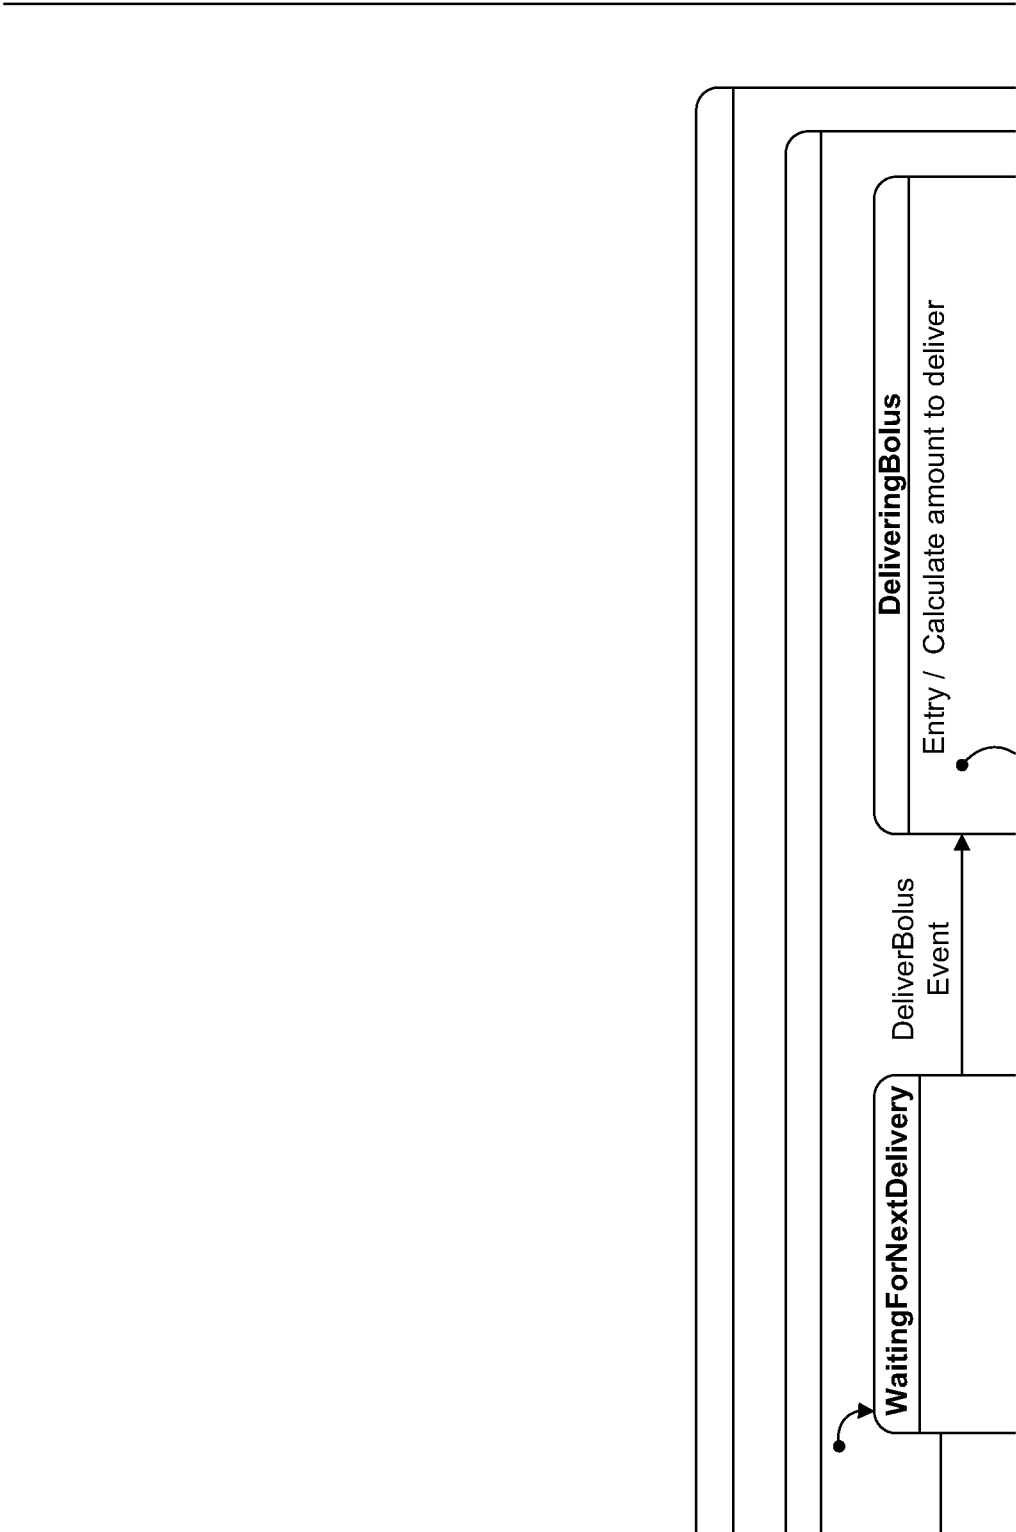 DeliveringBolus
Entry / Calculate amount to deliver
DeliverBolus
Event
WaitingForNextDelivery